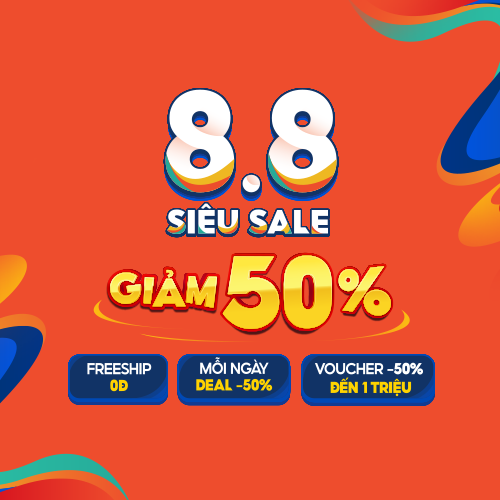 8.8
SIÊU SALE
GIẢM 50%
FREESHIP
0Đ
MỖI NGÀY
DEAL -50%
VOUCHER -50%
ĐẾN 1 TRIỆU